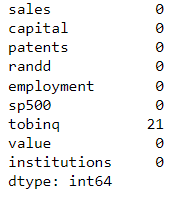 sales 0
capital 0
patents 0
randd 0
employment 0
sp500 0
tobinq 21
value 0
institutions 0
dtype: int64